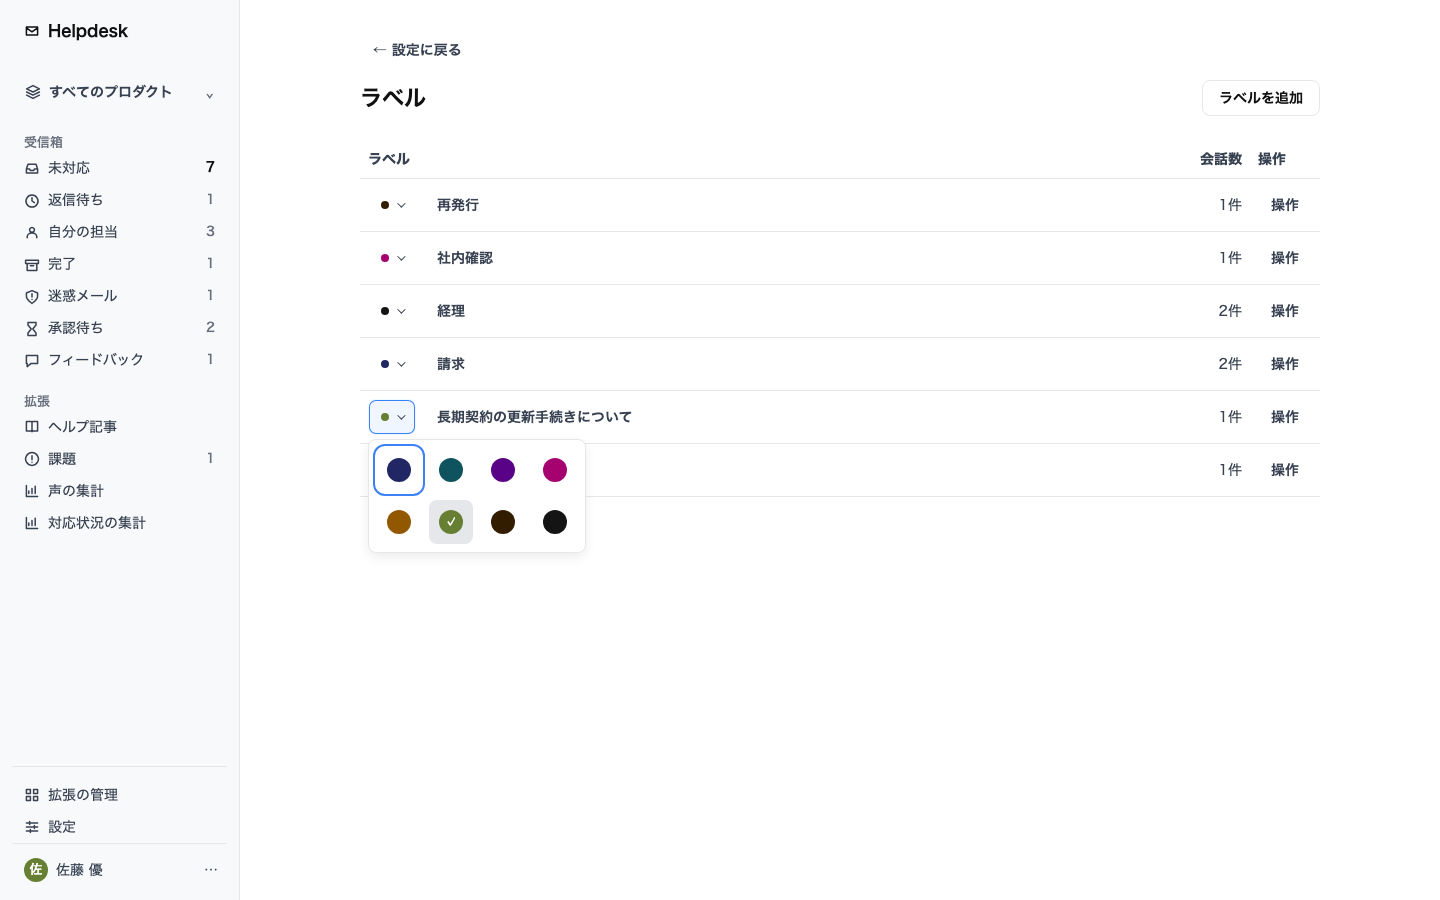 Helpdesk
すべてのプロダクト
受信箱
未対応 7
返信待ち 1
自分の担当 3
完了 1
迷惑メール 1
承認待ち 2
フィードバック 1
拡張
ヘルプ記事
課題 1
声の集計
対応状況の集計
拡張の管理
設定
佐 佐藤 優 …
← 設定に戻る
ラベル
ラベルを追加
ラベル 会話数 操作
再発行 1件 操作
社内確認 1件 操作
経理 2件 操作
請求 2件 操作
長期契約の更新手続きについて 1件 操作
1件 操作